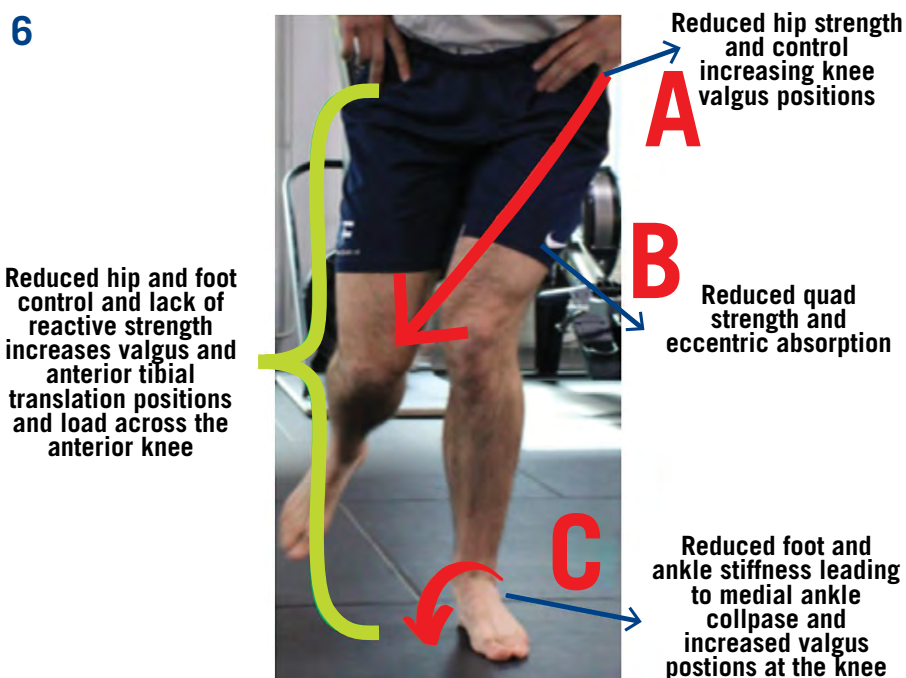 6
Reduced hip strength
and control
increasing knee
valgus positions
A
B
Reduced quad
strength and
eccentric absorption
Reduced hip and foot
control and lack of
reactive strength
increases valgus and
anterior tibial
translation positions
and load across the
anterior knee
C
Reduced foot and
ankle stiffness leading
to medial ankle
collpase and
increased valgus
postions at the knee